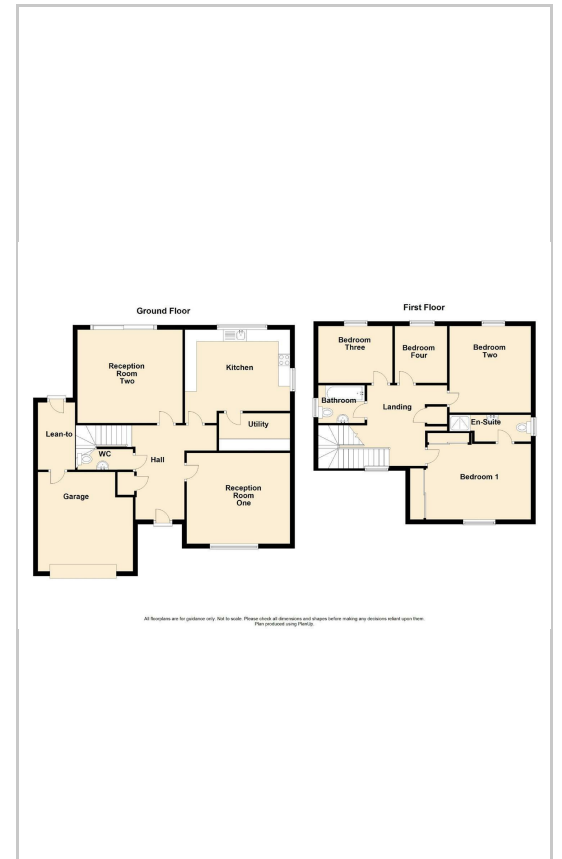 Ground Floor
Reception
Room
Two
Kitchen
Utility
Lean-to
WC
Hall
Garage
Reception
Room
One
First Floor
Bedroom
Three
Bedroom
Four
Bedroom
Two
Bathroom
Landing
En-Suite
Bedroom 1
All floorplans are for guidance only. Not to scale. Please check all dimensions and shapes before making any decisions reliant upon them.
Plan produced using PlanUp.